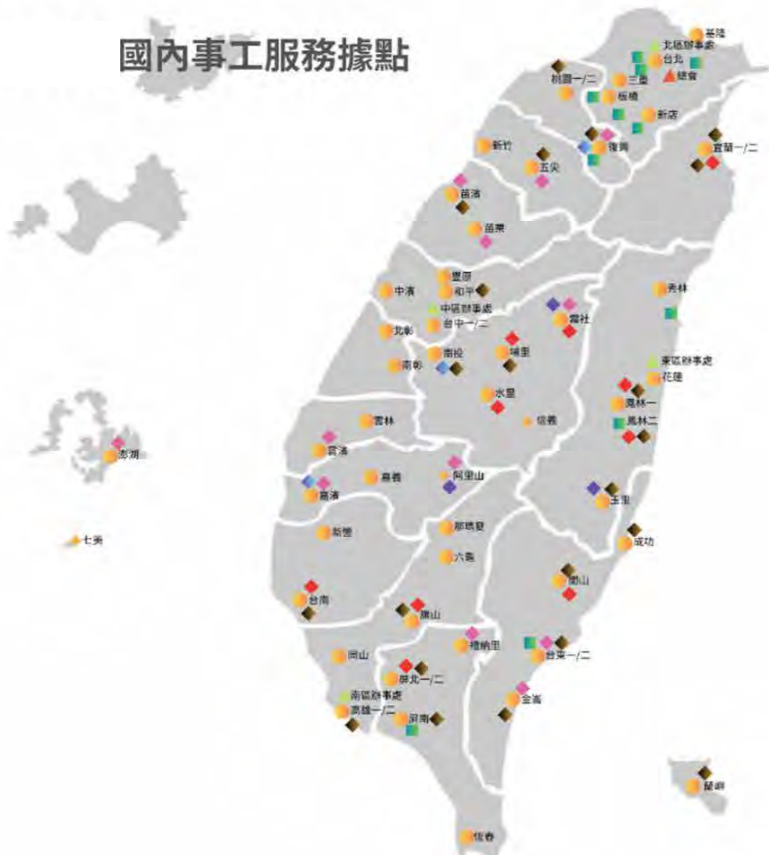 國內事工服務據點
基隆
北區辦事處
台北
總會
桃園一/二
三重
板橋
新店
新竹
復興
宜蘭一/二
五尖
苗濱
苗栗
豐原
中濱
和平
秀林
中區辦事處
台中一/二
雲社
北彰
南投
埔里
東區辦事處
南彰
花蓮
水里
鳳林一
雲林
信義
鳳林二
雲濱
澎湖
嘉義
阿里山
嘉濱
玉里
新營
那瑪夏
七美
成功
六龜
關山
台南
旗山
禮納里
岡山
台東一/二
屏北一/二
南區辦事處
金崙
高雄一/二
屏南
蘭嶼
恆春